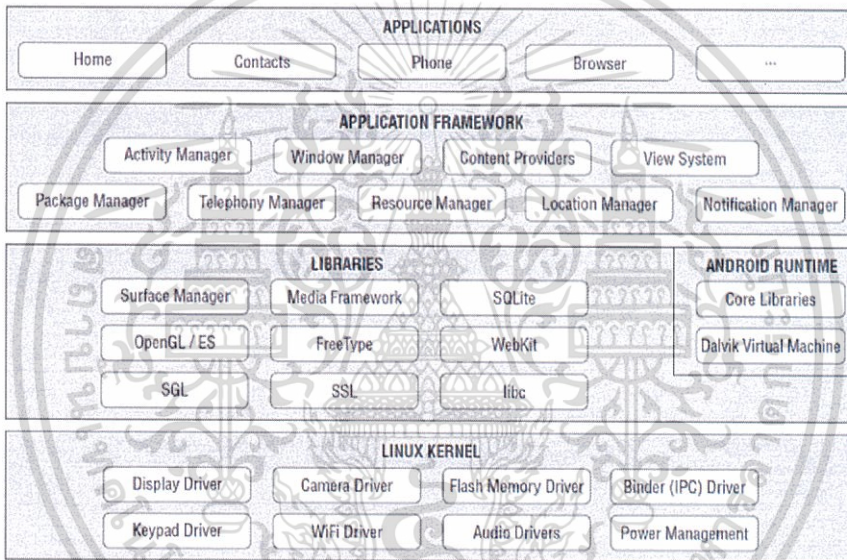 APPLICATIONS
Home Contacts Phone Browser ...
APPLICATION FRAMEWORK
Activity Manager Window Manager Content Providers View System
Package Manager Telephony Manager Resource Manager Location Manager Notification Manager
LIBRARIES ANDROID RUNTIME
Surface Manager Media Framework SQLite Core Libraries
OpenGL / ES FreeType WebKit Dalvik Virtual Machine
SGL SSL libc
LINUX KERNEL
Display Driver Camera Driver Flash Memory Driver Binder (IPC) Driver
Keypad Driver WiFi Driver Audio Drivers Power Management